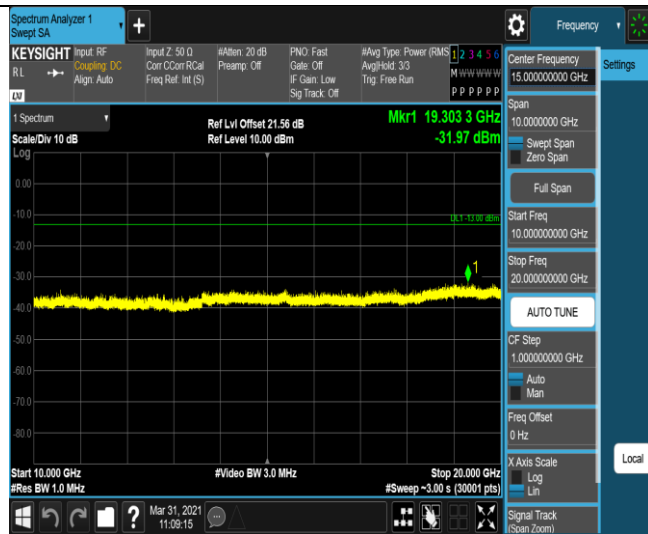 Spectrum Analyzer 1
Swept SA
Frequency
KEYSIGHT
Input: RF
Input Z: 50 Ω
#Atten: 20 dB
PNO: Fast
#Avg Type: Power (RMS
1 2 3 4 5 6
RL
Coupling: DC
Corr CCorr RCal
Preamp: Off
Gate: Off
Avg|Hold: 3/3
M W W W W W
Align: Auto
Freq Ref: Int (S)
IF Gain: Low
Trig: Free Run
P P P P P P
Sig Track: Off
LXI
Center Frequency
15.000000000 GHz
Settings
Span
10.0000000 GHz
Swept Span
Zero Span
Full Span
Start Freq
10.000000000 GHz
Stop Freq
20.000000000 GHz
AUTO TUNE
CF Step
1.000000000 GHz
Auto
Man
Freq Offset
0 Hz
X Axis Scale
Log
Lin
Signal Track
(Span Zoom)
Local
1 Spectrum
Scale/Div 10 dB
Log
Ref Lvl Offset 21.56 dB
Ref Level 10.00 dBm
Mkr1 19.303 3 GHz
-31.97 dBm
0.00
-10.0
DL1 -13.00 dBm
-20.0
1
-30.0
-40.0
-50.0
-60.0
-70.0
-80.0
Start 10.000 GHz
#Video BW 3.0 MHz
Stop 20.000 GHz
#Res BW 1.0 MHz
#Sweep ~3.00 s (30001 pts)
?
Mar 31, 2021
11:09:15